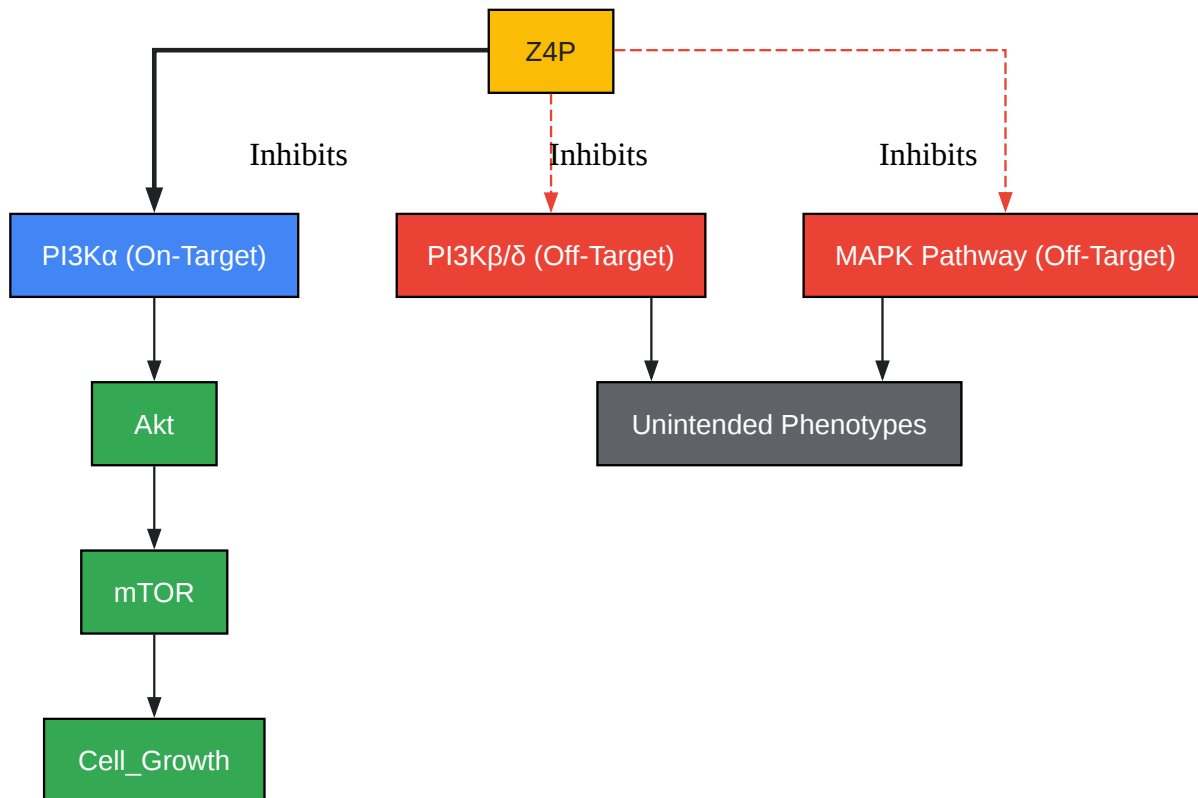 Z4P
Inhibits
Inhibits
Inhibits
PI3Kα (On-Target)
PI3Kβ/δ (Off-Target)
MAPK Pathway (Off-Target)
Akt
Unintended Phenotypes
mTOR
Cell_Growth